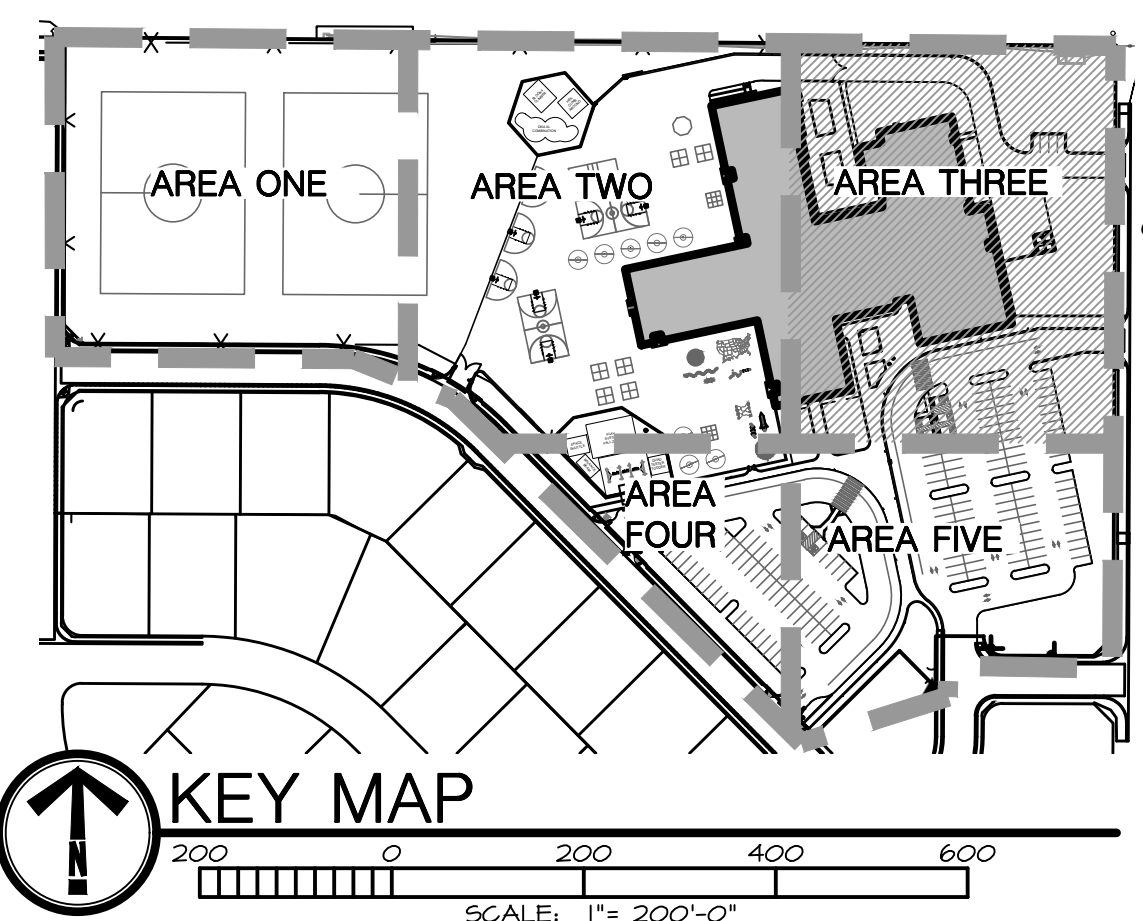 AREA ONE
AREA TWO
AREA THREE
AREA
FOUR
AREA FIVE
KEY MAP
N
200 0 200 400 600
SCALE: 1"= 200'-0"